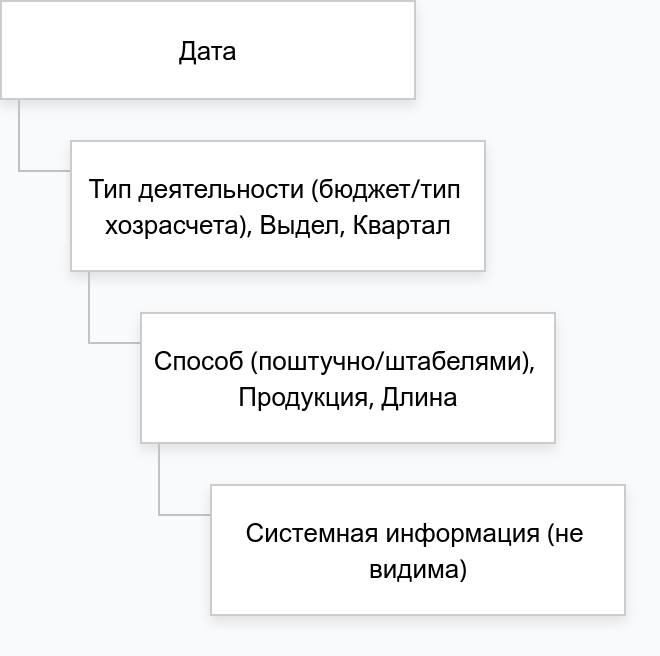 Дата
Тип деятельности (бюджет/тип
хозрасчета), Выдел, Квартал
Способ (поштучно/штабелями),
Продукция, Длина
Системная информация (не
видима)